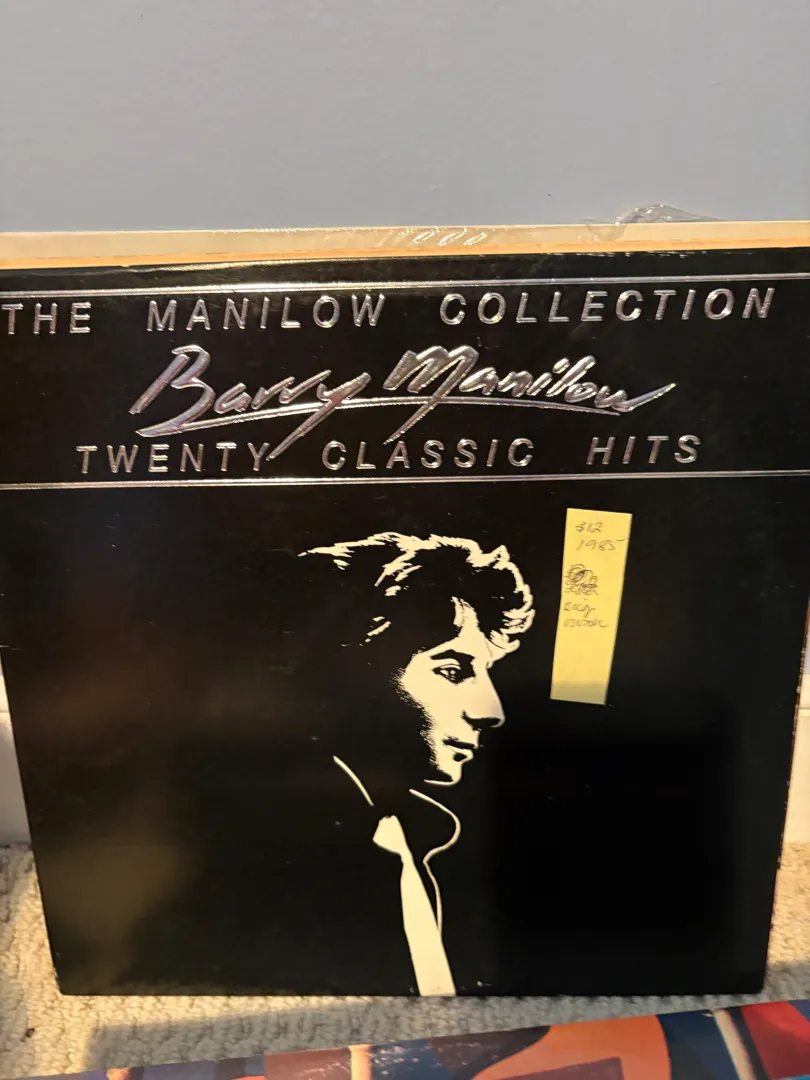 THE MANILOW COLLECTION
Barry Manilow
TWENTY CLASSIC HITS
$12
1985